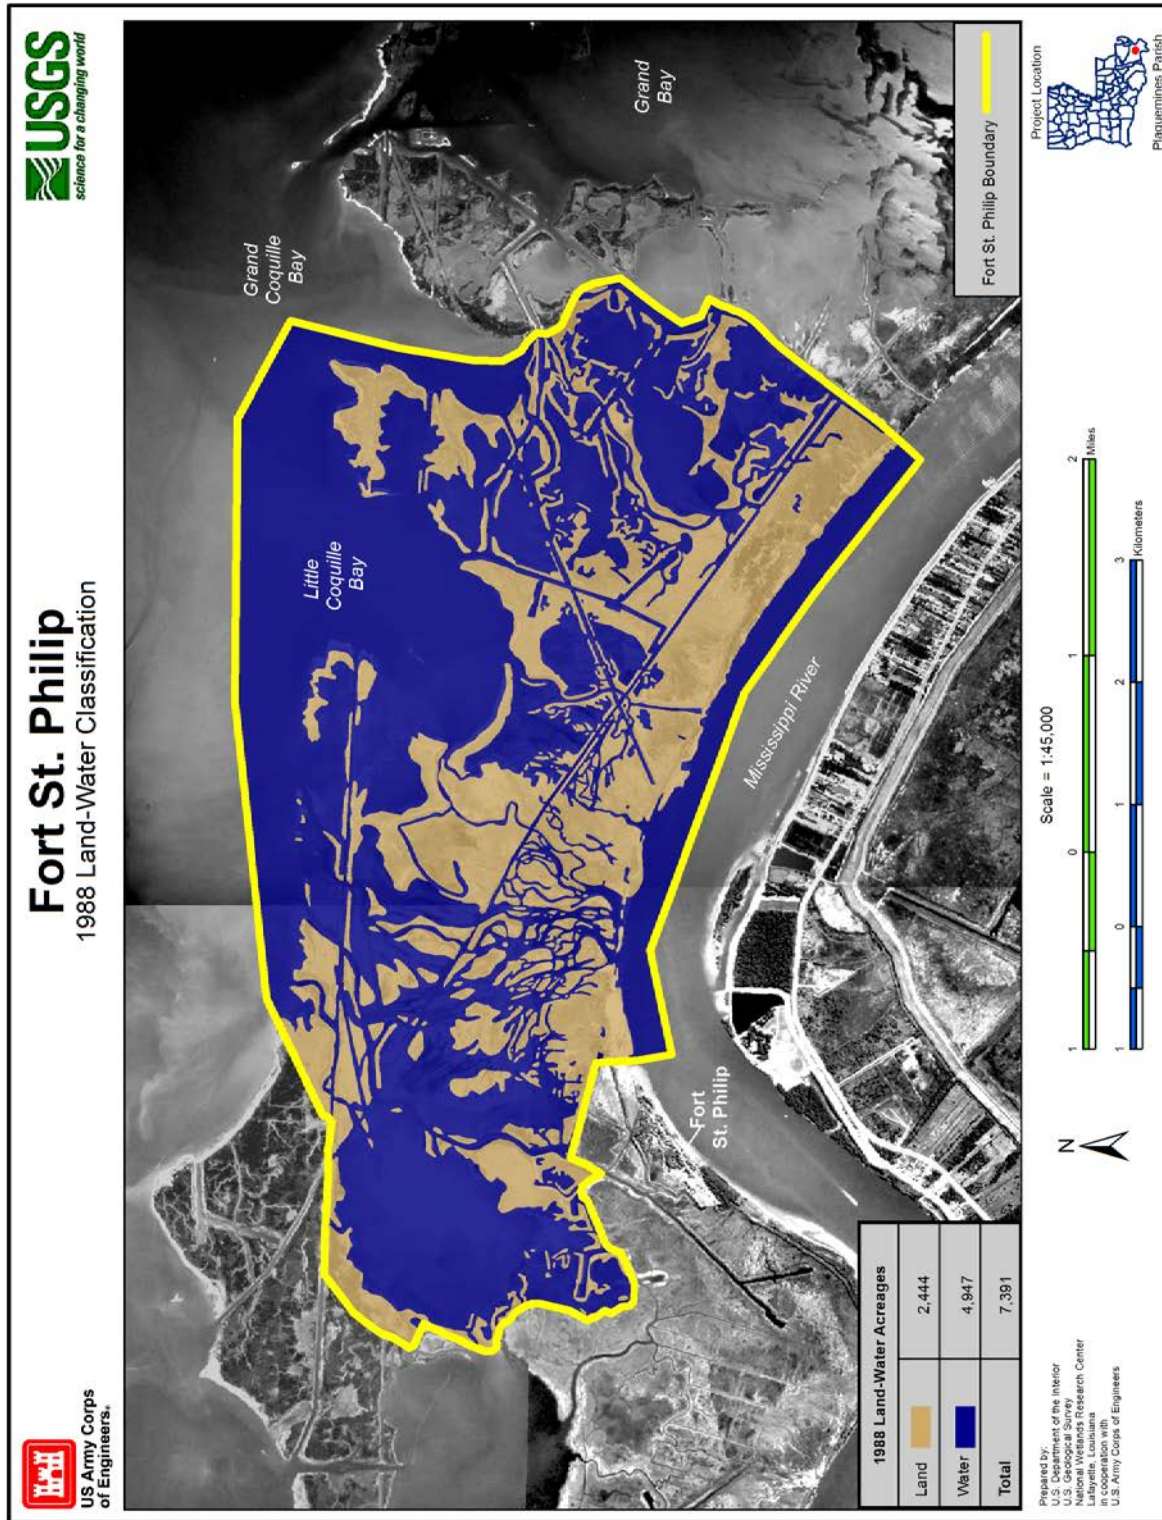 US Army Corps
of Engineers®
Fort St. Philip
1988 Land-Water Classification
USGS
science for a changing world
Grand
Coquille
Bay
Grand
Bay
Little
Coquille
Bay
Mississippi River
Fort
St. Philip
Fort St. Philip Boundary
1988 Land-Water Acreages
Land 2,444
Water 4,947
Total 7,391
Prepared by:
U.S. Department of the Interior
U.S. Geological Survey
National Wetlands Research Center
Lafayette, Louisiana
in cooperation with
U.S. Army Corps of Engineers
N
Scale = 1:45,000
1 0 1 2
Miles
1 0 1 2 3
Kilometers
Project Location
Plaquemines Parish